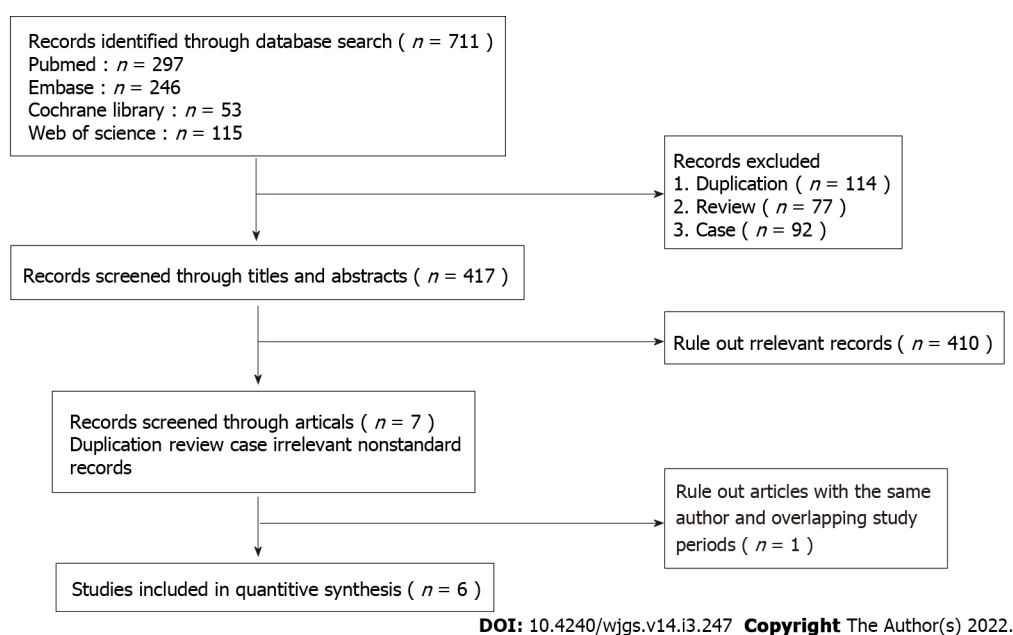 Records identified through database search ( n = 711 )
Pubmed : n = 297
Embase : n = 246
Cochrane library : n = 53
Web of science : n = 115
Records excluded
1. Duplication ( n = 114 )
2. Review ( n = 77 )
3. Case ( n = 92 )
Records screened through titles and abstracts ( n = 417 )
Rule out rrelevant records ( n = 410 )
Records screened through articals ( n = 7 )
Duplication review case irrelevant nonstandard
records
Rule out articles with the same
author and overlapping study
periods ( n = 1 )
Studies included in quantitive synthesis ( n = 6 )
DOI: 10.4240/wjgs.v14.i3.247 Copyright The Author(s) 2022.